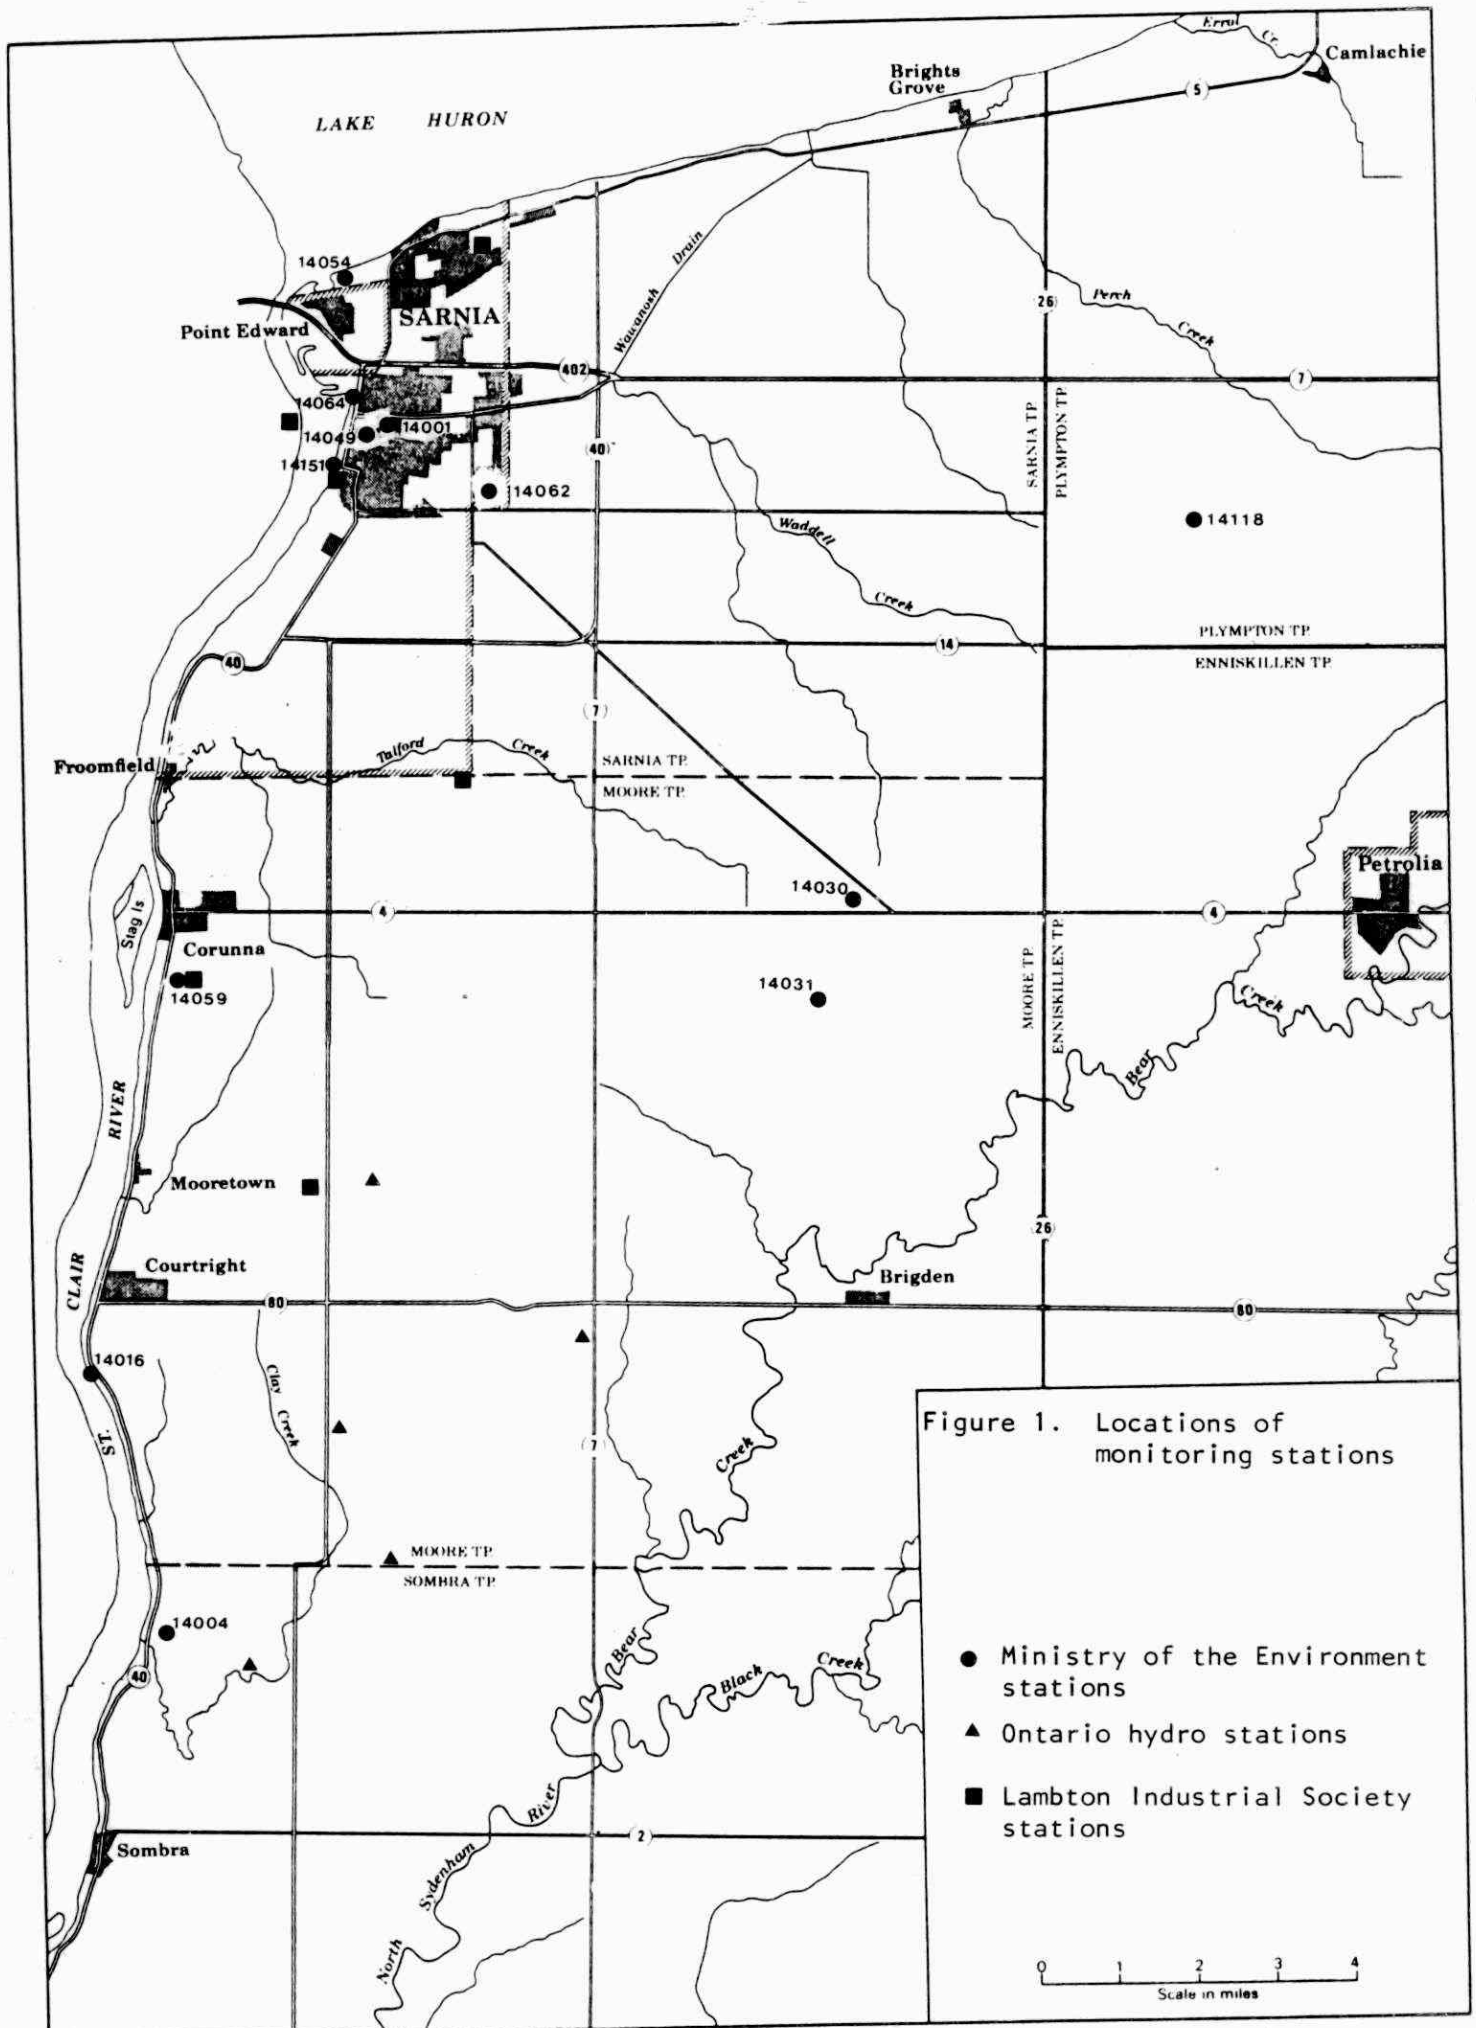 Errol
Cr.
Camlachie
Brights
Grove
5
LAKE HURON
14054
Drain
Wawanosh
26
Perch
Creek
Point Edward
SARNIA
402
7
14064
14001
14049
40
SARNIA TP.
PLYMPTON TP.
14151
14062
14118
Waddell
Creek
PLYMPTON TP.
14
ENNISKILLEN TP.
40
7
Talford
Creek
Froomfield
SARNIA TP.
MOORE TP.
Petrolia
14030
4
4
Stag Is
Corunna
MOORE TP.
ENNISKILLEN TP.
14031
14059
Creek
Bear
RIVER
Mooretown
26
CLAIR
Courtright
Brigden
80
80
14016
Clay
Creek
ST.
7
Creek
Figure 1. Locations of
monitoring stations
MOORE TP.
SOMBRA TP.
14004
Bear
Black
Creek
40
Ministry of the Environment
stations
Ontario hydro stations
Lambton Industrial Society
stations
River
2
Sombra
Sydenham
North
0 1 2 3 4
Scale in miles